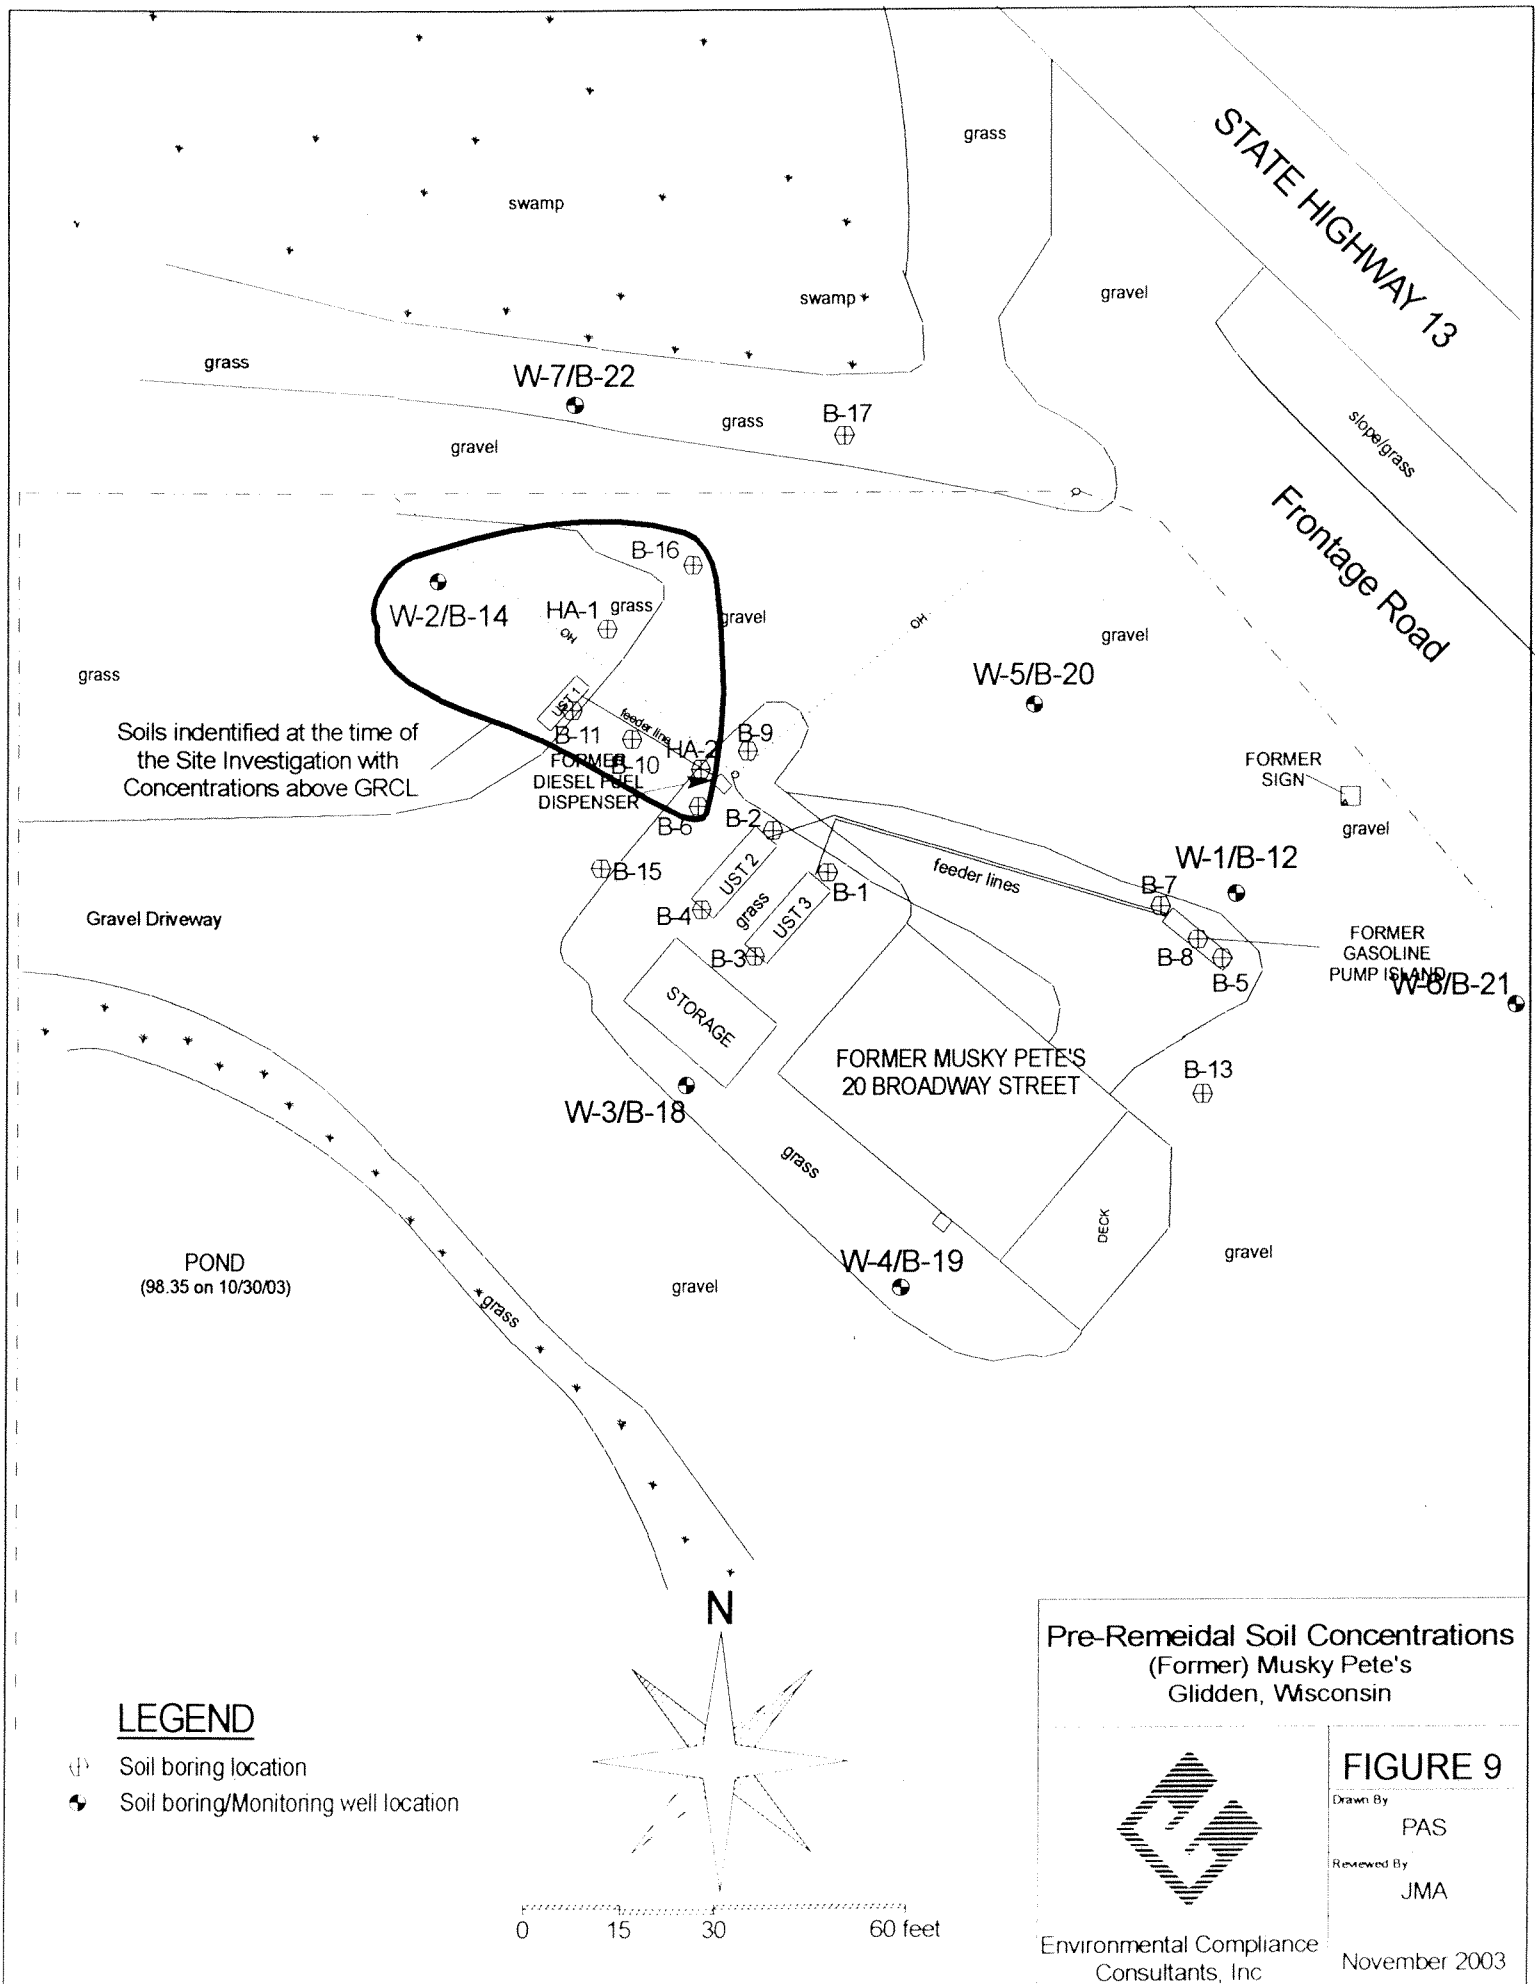 grass
STATE HIGHWAY 13
swamp
swamp
gravel
grass
W-7/B-22
grass
B-17
gravel
slope/grass
Frontage Road
B-16
W-2/B-14
HA-1
grass
gravel
OH
OH
gravel
grass
W-5/B-20
UST 1
feeder line
B-11
B-10
HA-2
B-9
Soils indentified at the time of
the Site Investigation with
Concentrations above GRCL
FORMER
DIESEL FUEL
DISPENSER
FORMER
SIGN
gravel
B-6
B-2
B-15
UST 2
B-1
feeder lines
W-1/B-12
B-7
Gravel Driveway
B-4
grass
UST 3
B-3
B-8
B-5
FORMER
GASOLINE
PUMP ISLAND
W-6/B-21
STORAGE
FORMER MUSKY PETE'S
20 BROADWAY STREET
B-13
W-3/B-18
grass
DECK
W-4/B-19
gravel
gravel
POND
(98.35 on 10/30/03)
grass
N
LEGEND
Soil boring location
Soil boring/Monitoring well location
0 15 30 60 feet
Pre-Remeidal Soil Concentrations
(Former) Musky Pete's
Glidden, Wisconsin
FIGURE 9
Drawn By
PAS
Reviewed By
JMA
Environmental Compliance
Consultants, Inc
November 2003